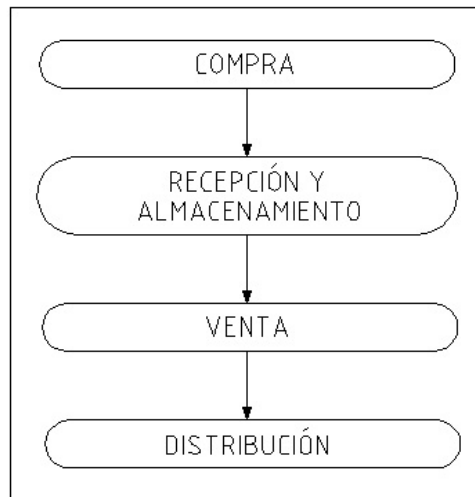 COMPRA
RECEPCIÓN Y
ALMACENAMIENTO
VENTA
DISTRIBUCIÓN